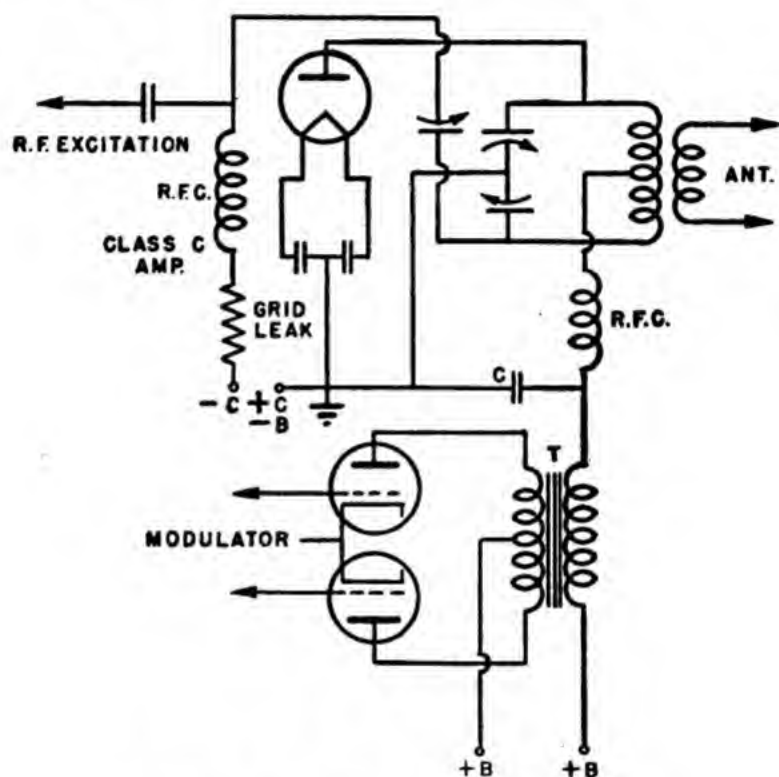 R.F. EXCITATION
R.F.C.
CLASS C
AMP.
GRID
LEAK
- C + C
- B
ANT.
R.F.C.
C
T
MODULATOR
+B
+B